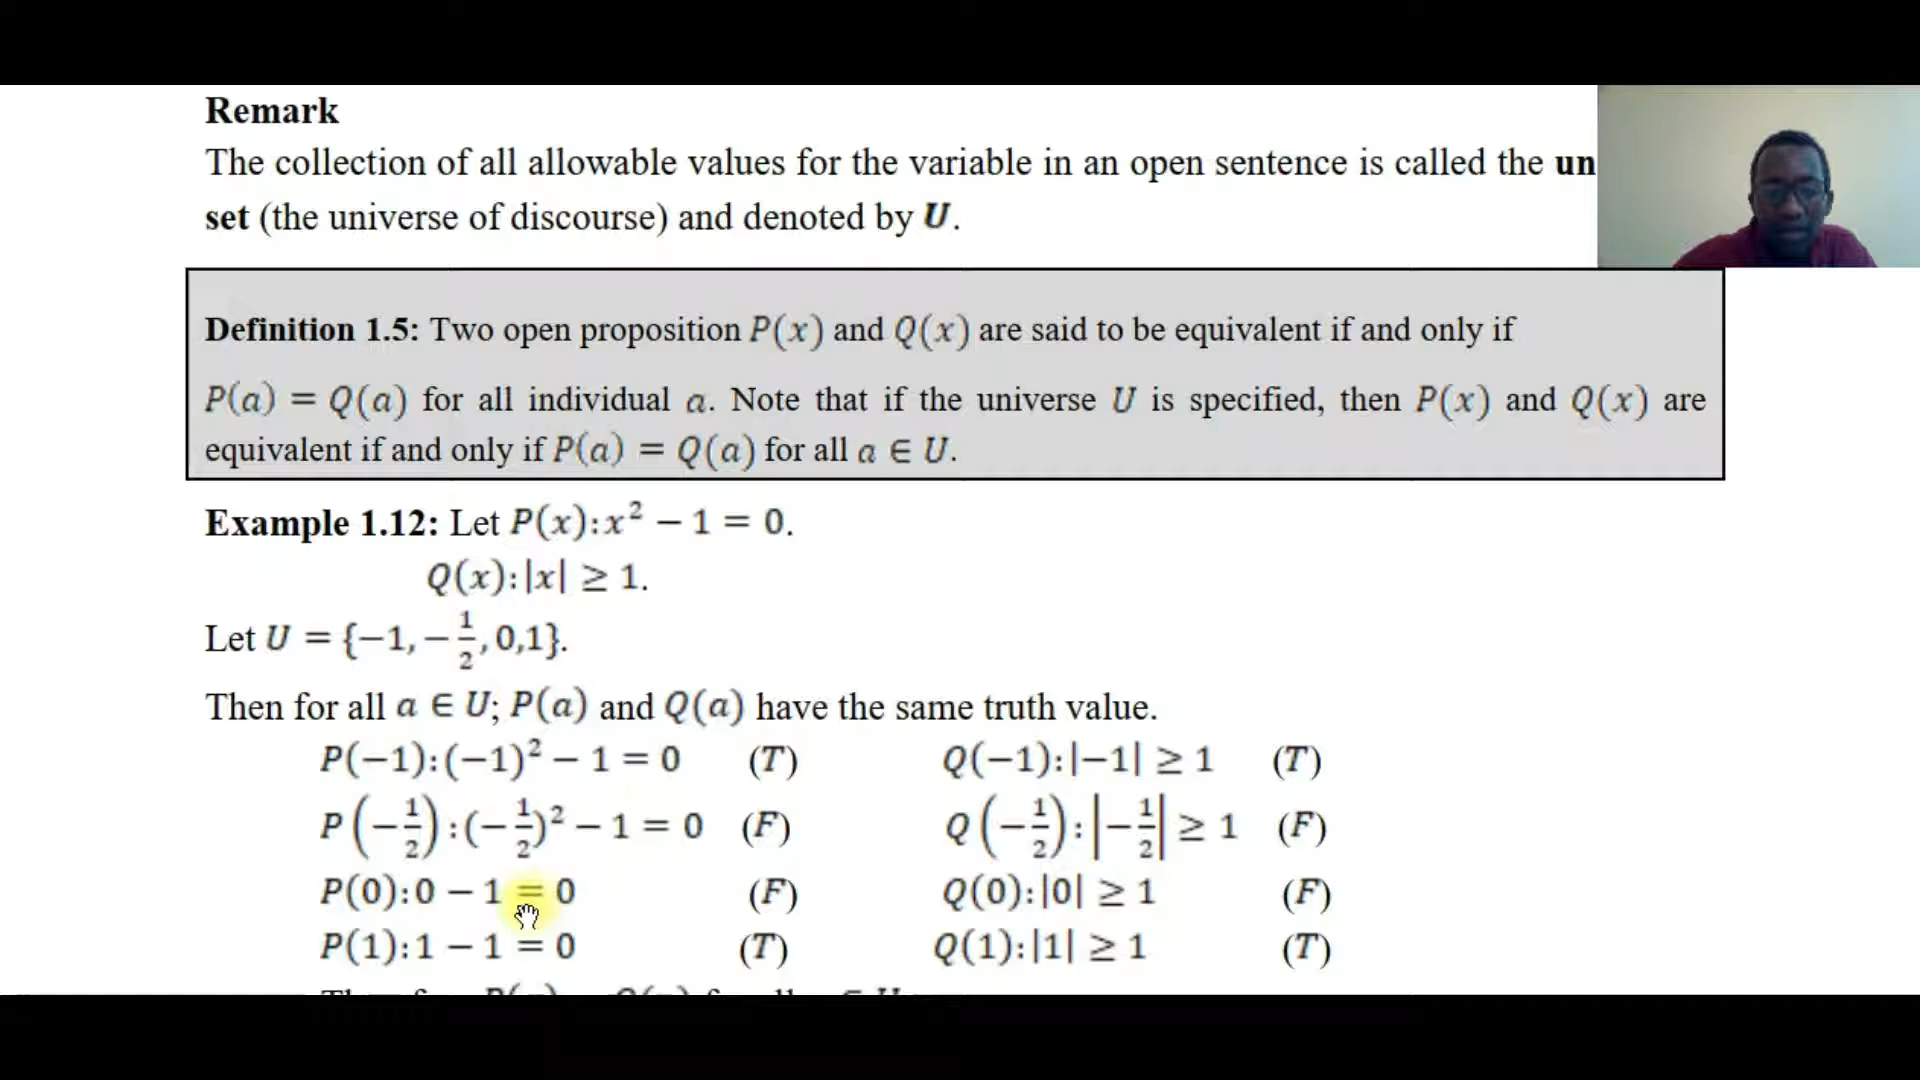 Remark
The collection of all allowable values for the variable in an open sentence is called the un
set (the universe of discourse) and denoted by U.
Definition 1.5: Two open proposition P(x) and Q(x) are said to be equivalent if and only if
P(a) = Q(a) for all individual a. Note that if the universe U is specified, then P(x) and Q(x) are
equivalent if and only if P(a) = Q(a) for all a ∈ U.
Example 1.12: Let P(x): x² − 1 = 0.
Q(x): |x| ≥ 1.
Let U = {−1, −1/2, 0,1}.
Then for all a ∈ U; P(a) and Q(a) have the same truth value.
P(−1): (−1)² − 1 = 0 (T) Q(−1): |−1| ≥ 1 (T)
P(−1/2): (−1/2)² − 1 = 0 (F) Q(−1/2): |−1/2| ≥ 1 (F)
P(0): 0 − 1 = 0 (F) Q(0): |0| ≥ 1 (F)
P(1): 1 − 1 = 0 (T) Q(1): |1| ≥ 1 (T)